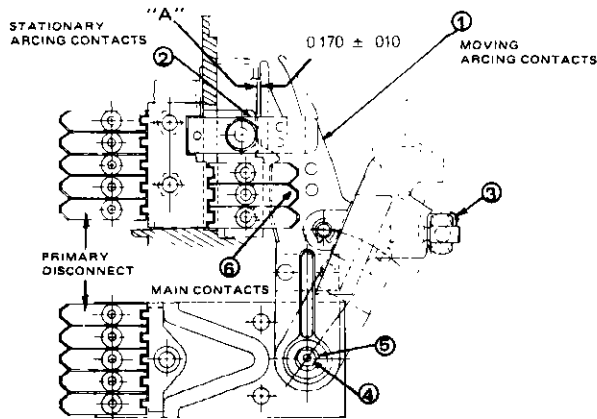 "A"
STATIONARY
ARCING CONTACTS
1
0.170 ± .010
MOVING
ARCING CONTACTS
2
3
PRIMARY
DISCONNECT
6
MAIN CONTACTS
5
4